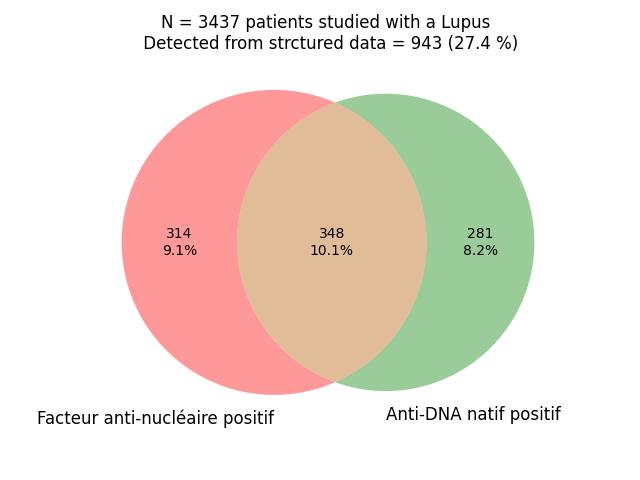 N = 3437 patients studied with a Lupus
Detected from strctured data = 943 (27.4 %)
314
9.1%
348
10.1%
281
8.2%
Facteur anti-nucléaire positif
Anti-DNA natif positif